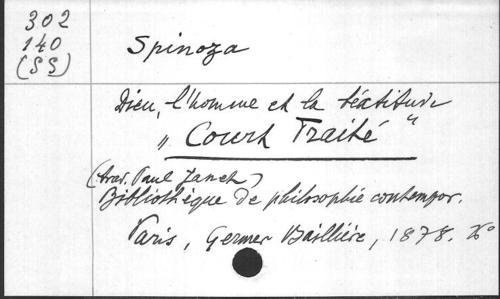 302
140
(SS)
Spinoza
Dieu, l'homme et la béatitude
„ Court Traité "
(trad. Paul Janet)
Bibliothèque de philosophie contempor.
Paris, Germer Baillière, 1878.